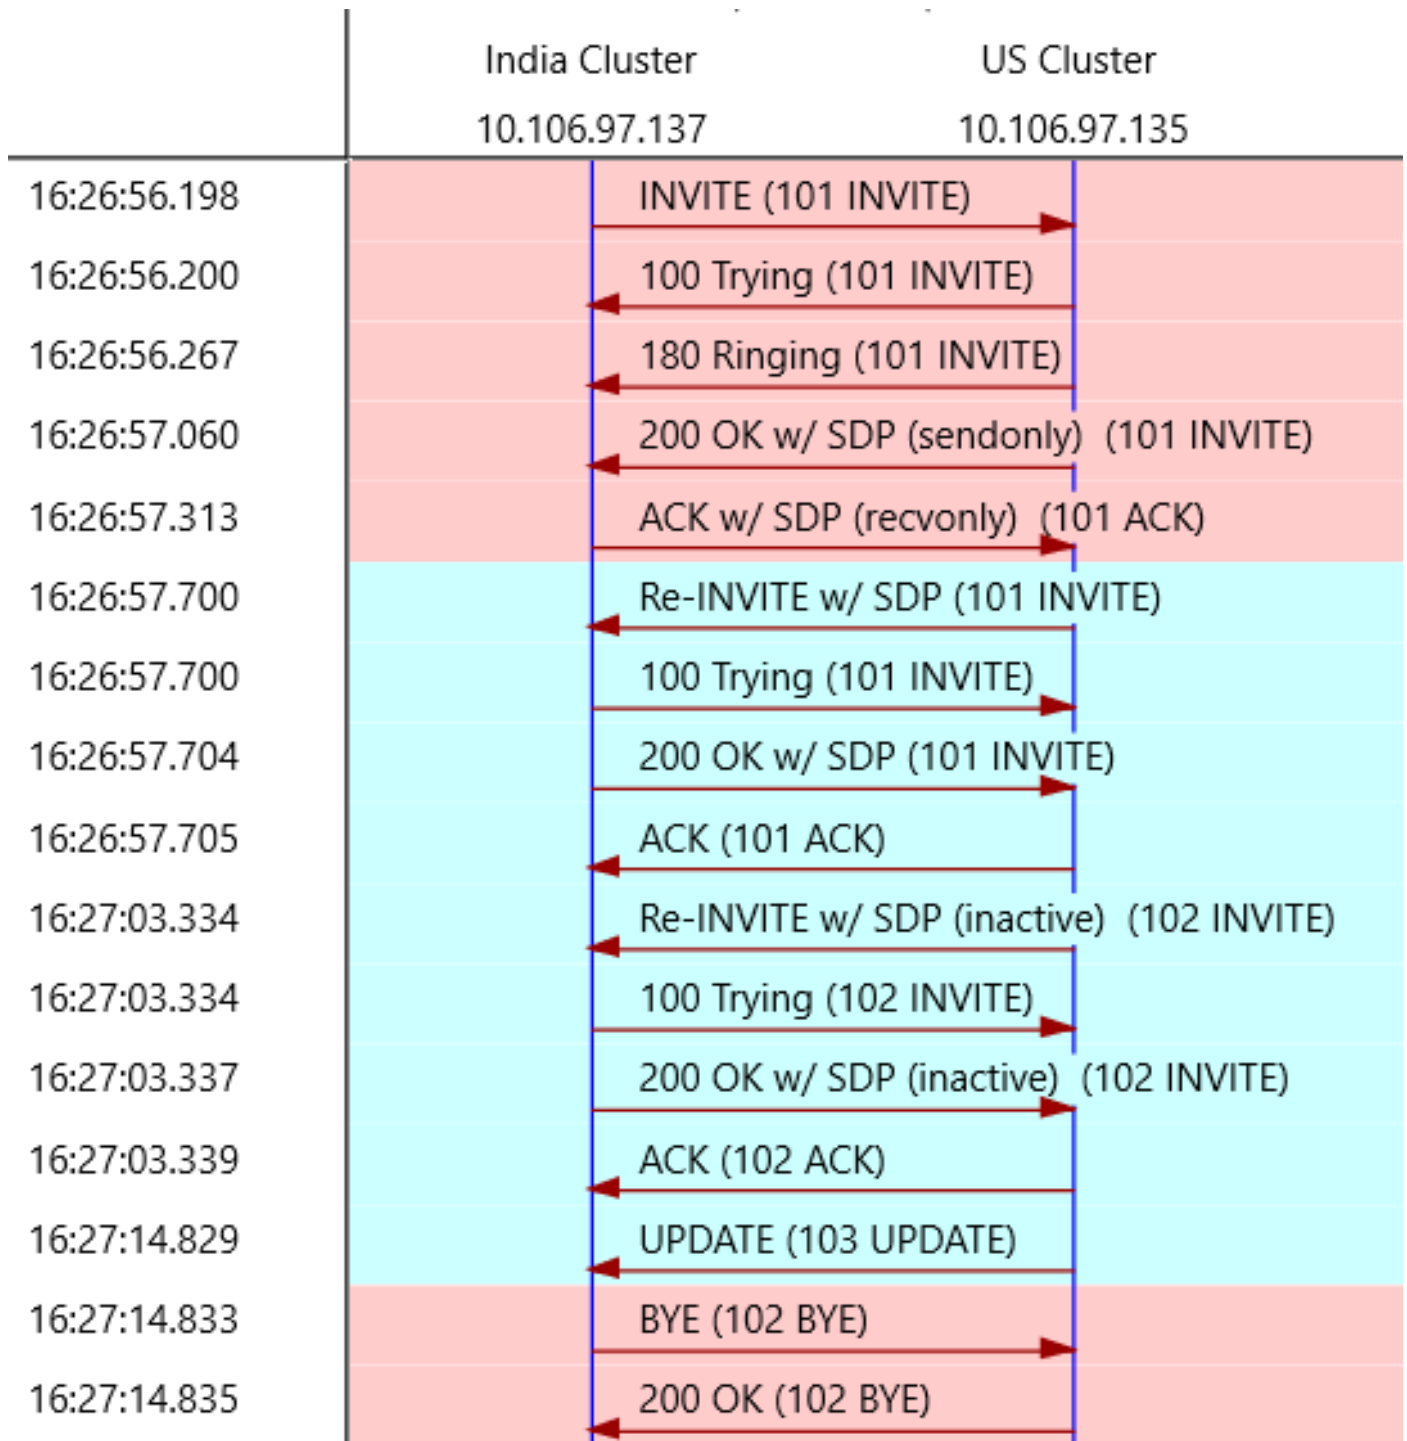 India Cluster US Cluster
10.106.97.137 10.106.97.135
16:26:56.198 INVITE (101 INVITE)
16:26:56.200 100 Trying (101 INVITE)
16:26:56.267 180 Ringing (101 INVITE)
16:26:57.060 200 OK w/ SDP (sendonly) (101 INVITE)
16:26:57.313 ACK w/ SDP (recvonly) (101 ACK)
16:26:57.700 Re-INVITE w/ SDP (101 INVITE)
16:26:57.700 100 Trying (101 INVITE)
16:26:57.704 200 OK w/ SDP (101 INVITE)
16:26:57.705 ACK (101 ACK)
16:27:03.334 Re-INVITE w/ SDP (inactive) (102 INVITE)
16:27:03.334 100 Trying (102 INVITE)
16:27:03.337 200 OK w/ SDP (inactive) (102 INVITE)
16:27:03.339 ACK (102 ACK)
16:27:14.829 UPDATE (103 UPDATE)
16:27:14.833 BYE (102 BYE)
16:27:14.835 200 OK (102 BYE)